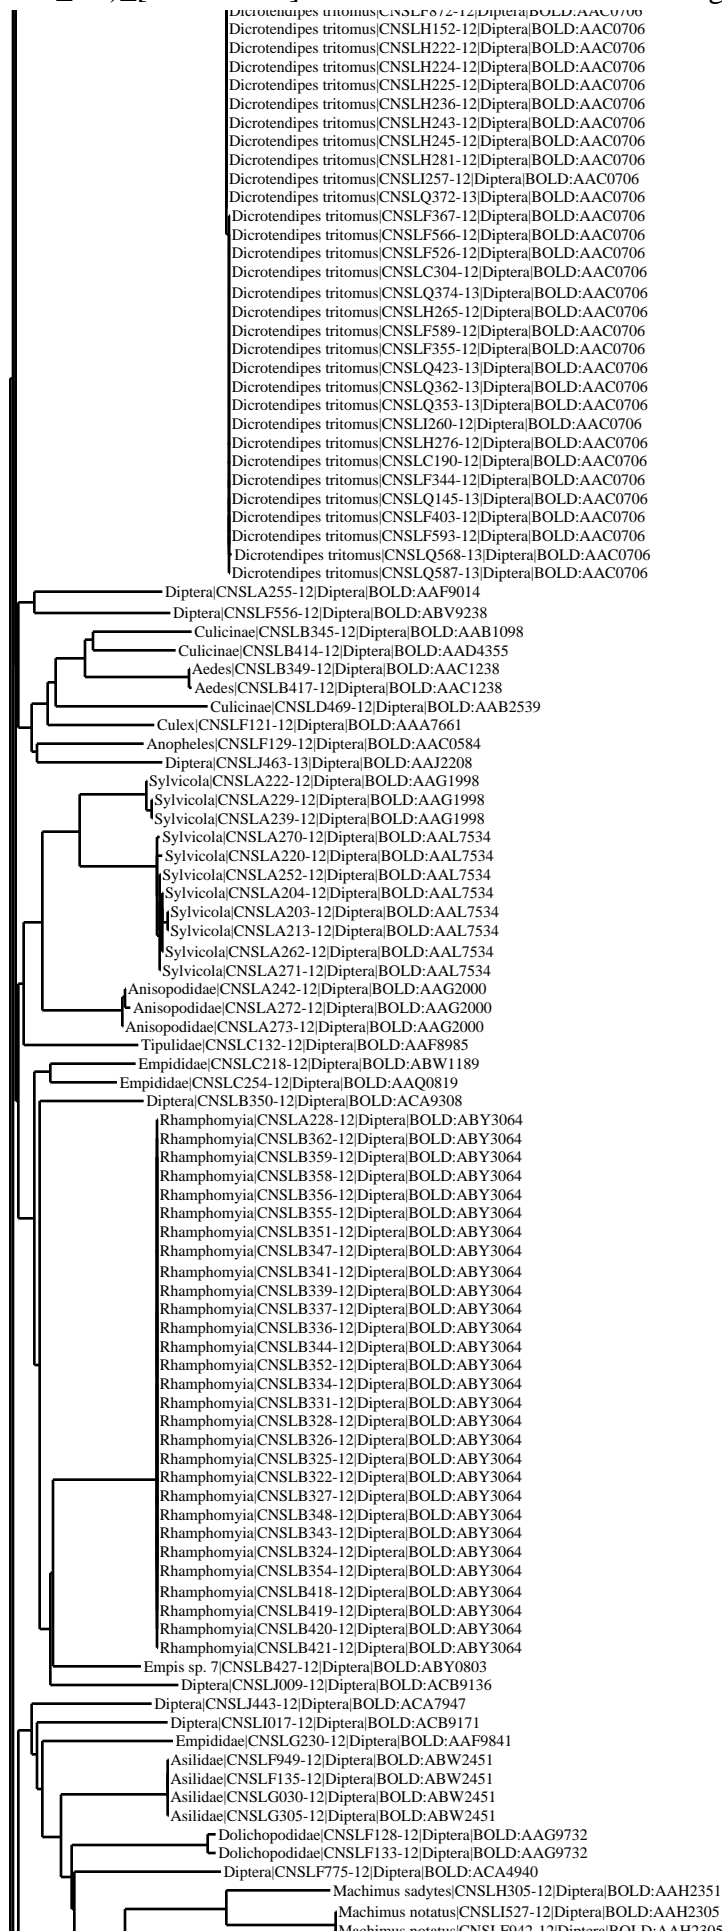 Dicrotendipes tritomus|CNSLF872-12|Diptera|BOLD:AAC0706
Dicrotendipes tritomus|CNSLH152-12|Diptera|BOLD:AAC0706
Dicrotendipes tritomus|CNSLH222-12|Diptera|BOLD:AAC0706
Dicrotendipes tritomus|CNSLH224-12|Diptera|BOLD:AAC0706
Dicrotendipes tritomus|CNSLH225-12|Diptera|BOLD:AAC0706
Dicrotendipes tritomus|CNSLH236-12|Diptera|BOLD:AAC0706
Dicrotendipes tritomus|CNSLH243-12|Diptera|BOLD:AAC0706
Dicrotendipes tritomus|CNSLH245-12|Diptera|BOLD:AAC0706
Dicrotendipes tritomus|CNSLH281-12|Diptera|BOLD:AAC0706
Dicrotendipes tritomus|CNSLI257-12|Diptera|BOLD:AAC0706
Dicrotendipes tritomus|CNSLQ372-13|Diptera|BOLD:AAC0706
Dicrotendipes tritomus|CNSLF367-12|Diptera|BOLD:AAC0706
Dicrotendipes tritomus|CNSLF566-12|Diptera|BOLD:AAC0706
Dicrotendipes tritomus|CNSLF526-12|Diptera|BOLD:AAC0706
Dicrotendipes tritomus|CNSLC304-12|Diptera|BOLD:AAC0706
Dicrotendipes tritomus|CNSLQ374-13|Diptera|BOLD:AAC0706
Dicrotendipes tritomus|CNSLH265-12|Diptera|BOLD:AAC0706
Dicrotendipes tritomus|CNSLF589-12|Diptera|BOLD:AAC0706
Dicrotendipes tritomus|CNSLF355-12|Diptera|BOLD:AAC0706
Dicrotendipes tritomus|CNSLQ423-13|Diptera|BOLD:AAC0706
Dicrotendipes tritomus|CNSLQ362-13|Diptera|BOLD:AAC0706
Dicrotendipes tritomus|CNSLQ353-13|Diptera|BOLD:AAC0706
Dicrotendipes tritomus|CNSLI260-12|Diptera|BOLD:AAC0706
Dicrotendipes tritomus|CNSLH276-12|Diptera|BOLD:AAC0706
Dicrotendipes tritomus|CNSLC190-12|Diptera|BOLD:AAC0706
Dicrotendipes tritomus|CNSLF344-12|Diptera|BOLD:AAC0706
Dicrotendipes tritomus|CNSLQ145-13|Diptera|BOLD:AAC0706
Dicrotendipes tritomus|CNSLF403-12|Diptera|BOLD:AAC0706
Dicrotendipes tritomus|CNSLF593-12|Diptera|BOLD:AAC0706
Dicrotendipes tritomus|CNSLQ568-13|Diptera|BOLD:AAC0706
Dicrotendipes tritomus|CNSLQ587-13|Diptera|BOLD:AAC0706
Diptera|CNSLA255-12|Diptera|BOLD:AAF9014
Diptera|CNSLF556-12|Diptera|BOLD:ABV9238
Culicinae|CNSLB345-12|Diptera|BOLD:AAB1098
Culicinae|CNSLB414-12|Diptera|BOLD:AAD4355
Aedes|CNSLB349-12|Diptera|BOLD:AAC1238
Aedes|CNSLB417-12|Diptera|BOLD:AAC1238
Culicinae|CNSLD469-12|Diptera|BOLD:AAB2539
Culex|CNSLF121-12|Diptera|BOLD:AAA7661
Anopheles|CNSLF129-12|Diptera|BOLD:AAC0584
Diptera|CNSLJ463-13|Diptera|BOLD:AAJ2208
Sylvicola|CNSLA222-12|Diptera|BOLD:AAG1998
Sylvicola|CNSLA229-12|Diptera|BOLD:AAG1998
Sylvicola|CNSLA239-12|Diptera|BOLD:AAG1998
Sylvicola|CNSLA270-12|Diptera|BOLD:AAL7534
Sylvicola|CNSLA220-12|Diptera|BOLD:AAL7534
Sylvicola|CNSLA252-12|Diptera|BOLD:AAL7534
Sylvicola|CNSLA204-12|Diptera|BOLD:AAL7534
Sylvicola|CNSLA203-12|Diptera|BOLD:AAL7534
Sylvicola|CNSLA213-12|Diptera|BOLD:AAL7534
Sylvicola|CNSLA262-12|Diptera|BOLD:AAL7534
Sylvicola|CNSLA271-12|Diptera|BOLD:AAL7534
Anisopodidae|CNSLA242-12|Diptera|BOLD:AAG2000
Anisopodidae|CNSLA272-12|Diptera|BOLD:AAG2000
Anisopodidae|CNSLA273-12|Diptera|BOLD:AAG2000
Tipulidae|CNSLC132-12|Diptera|BOLD:AAF8985
Empididae|CNSLC218-12|Diptera|BOLD:ABW1189
Empididae|CNSLC254-12|Diptera|BOLD:AAQ0819
Diptera|CNSLB350-12|Diptera|BOLD:ACA9308
Rhamphomyia|CNSLA228-12|Diptera|BOLD:ABY3064
Rhamphomyia|CNSLB362-12|Diptera|BOLD:ABY3064
Rhamphomyia|CNSLB359-12|Diptera|BOLD:ABY3064
Rhamphomyia|CNSLB358-12|Diptera|BOLD:ABY3064
Rhamphomyia|CNSLB356-12|Diptera|BOLD:ABY3064
Rhamphomyia|CNSLB355-12|Diptera|BOLD:ABY3064
Rhamphomyia|CNSLB351-12|Diptera|BOLD:ABY3064
Rhamphomyia|CNSLB347-12|Diptera|BOLD:ABY3064
Rhamphomyia|CNSLB341-12|Diptera|BOLD:ABY3064
Rhamphomyia|CNSLB339-12|Diptera|BOLD:ABY3064
Rhamphomyia|CNSLB337-12|Diptera|BOLD:ABY3064
Rhamphomyia|CNSLB336-12|Diptera|BOLD:ABY3064
Rhamphomyia|CNSLB344-12|Diptera|BOLD:ABY3064
Rhamphomyia|CNSLB352-12|Diptera|BOLD:ABY3064
Rhamphomyia|CNSLB334-12|Diptera|BOLD:ABY3064
Rhamphomyia|CNSLB331-12|Diptera|BOLD:ABY3064
Rhamphomyia|CNSLB328-12|Diptera|BOLD:ABY3064
Rhamphomyia|CNSLB326-12|Diptera|BOLD:ABY3064
Rhamphomyia|CNSLB325-12|Diptera|BOLD:ABY3064
Rhamphomyia|CNSLB322-12|Diptera|BOLD:ABY3064
Rhamphomyia|CNSLB327-12|Diptera|BOLD:ABY3064
Rhamphomyia|CNSLB348-12|Diptera|BOLD:ABY3064
Rhamphomyia|CNSLB343-12|Diptera|BOLD:ABY3064
Rhamphomyia|CNSLB324-12|Diptera|BOLD:ABY3064
Rhamphomyia|CNSLB354-12|Diptera|BOLD:ABY3064
Rhamphomyia|CNSLB418-12|Diptera|BOLD:ABY3064
Rhamphomyia|CNSLB419-12|Diptera|BOLD:ABY3064
Rhamphomyia|CNSLB420-12|Diptera|BOLD:ABY3064
Rhamphomyia|CNSLB421-12|Diptera|BOLD:ABY3064
Empis sp. 7|CNSLB427-12|Diptera|BOLD:ABY0803
Diptera|CNSLJ009-12|Diptera|BOLD:ACB9136
Diptera|CNSLJ443-12|Diptera|BOLD:ACA7947
Diptera|CNSLI017-12|Diptera|BOLD:ACB9171
Empididae|CNSLG230-12|Diptera|BOLD:AAF9841
Asilidae|CNSLF949-12|Diptera|BOLD:ABW2451
Asilidae|CNSLF135-12|Diptera|BOLD:ABW2451
Asilidae|CNSLG030-12|Diptera|BOLD:ABW2451
Asilidae|CNSLG305-12|Diptera|BOLD:ABW2451
Dolichopodidae|CNSLF128-12|Diptera|BOLD:AAG9732
Dolichopodidae|CNSLF133-12|Diptera|BOLD:AAG9732
Diptera|CNSLF775-12|Diptera|BOLD:ACA4940
Machimus sadytes|CNSLH305-12|Diptera|BOLD:AAH2351
Machimus notatus|CNSLI527-12|Diptera|BOLD:AAH2305
Machimus notatus|CNSLF942-12|Diptera|BOLD:AAH2305